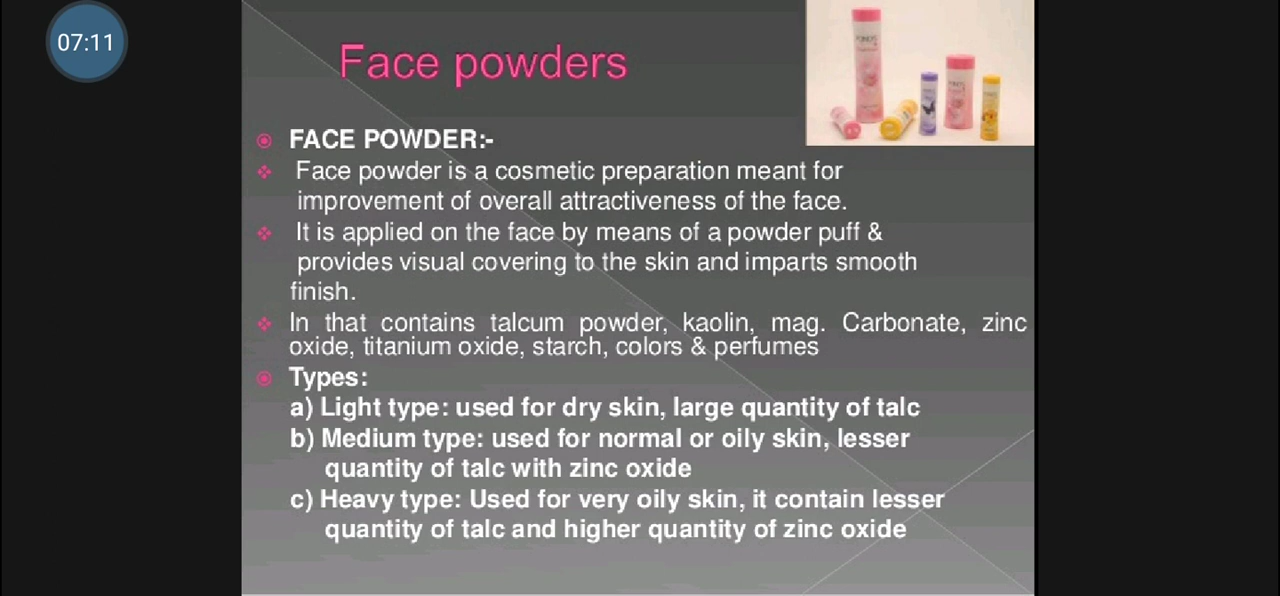 07:11
Face powders
FACE POWDER:-
Face powder is a cosmetic preparation meant for
improvement of overall attractiveness of the face.
It is applied on the face by means of a powder puff &
provides visual covering to the skin and imparts smooth
finish.
In that contains talcum powder, kaolin, mag. Carbonate, zinc
oxide, titanium oxide, starch, colors & perfumes
Types:
a) Light type: used for dry skin, large quantity of talc
b) Medium type: used for normal or oily skin, lesser
quantity of talc with zinc oxide
c) Heavy type: Used for very oily skin, it contain lesser
quantity of talc and higher quantity of zinc oxide